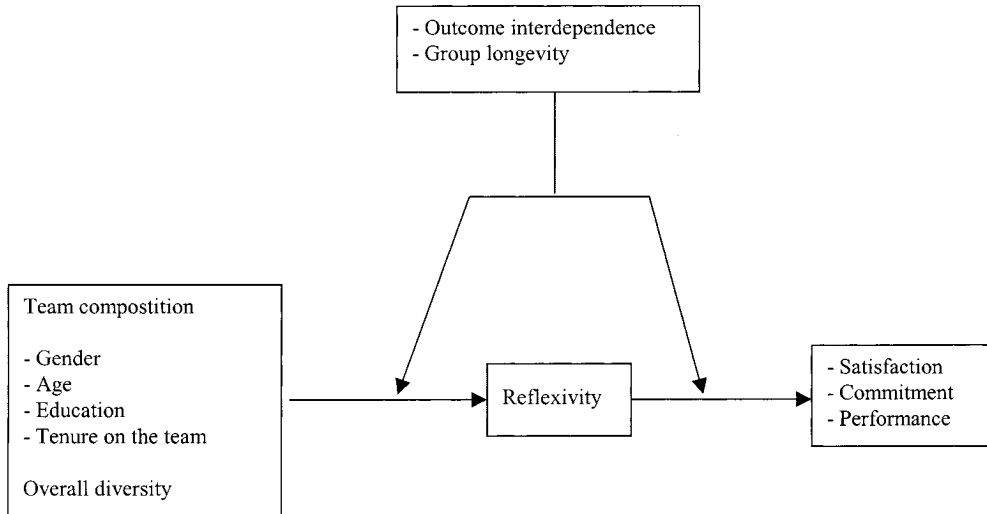 - Outcome interdependence
- Group longevity
Team compostition
- Gender
- Age
- Education
- Tenure on the team
Overall diversity
Reflexivity
- Satisfaction
- Commitment
- Performance